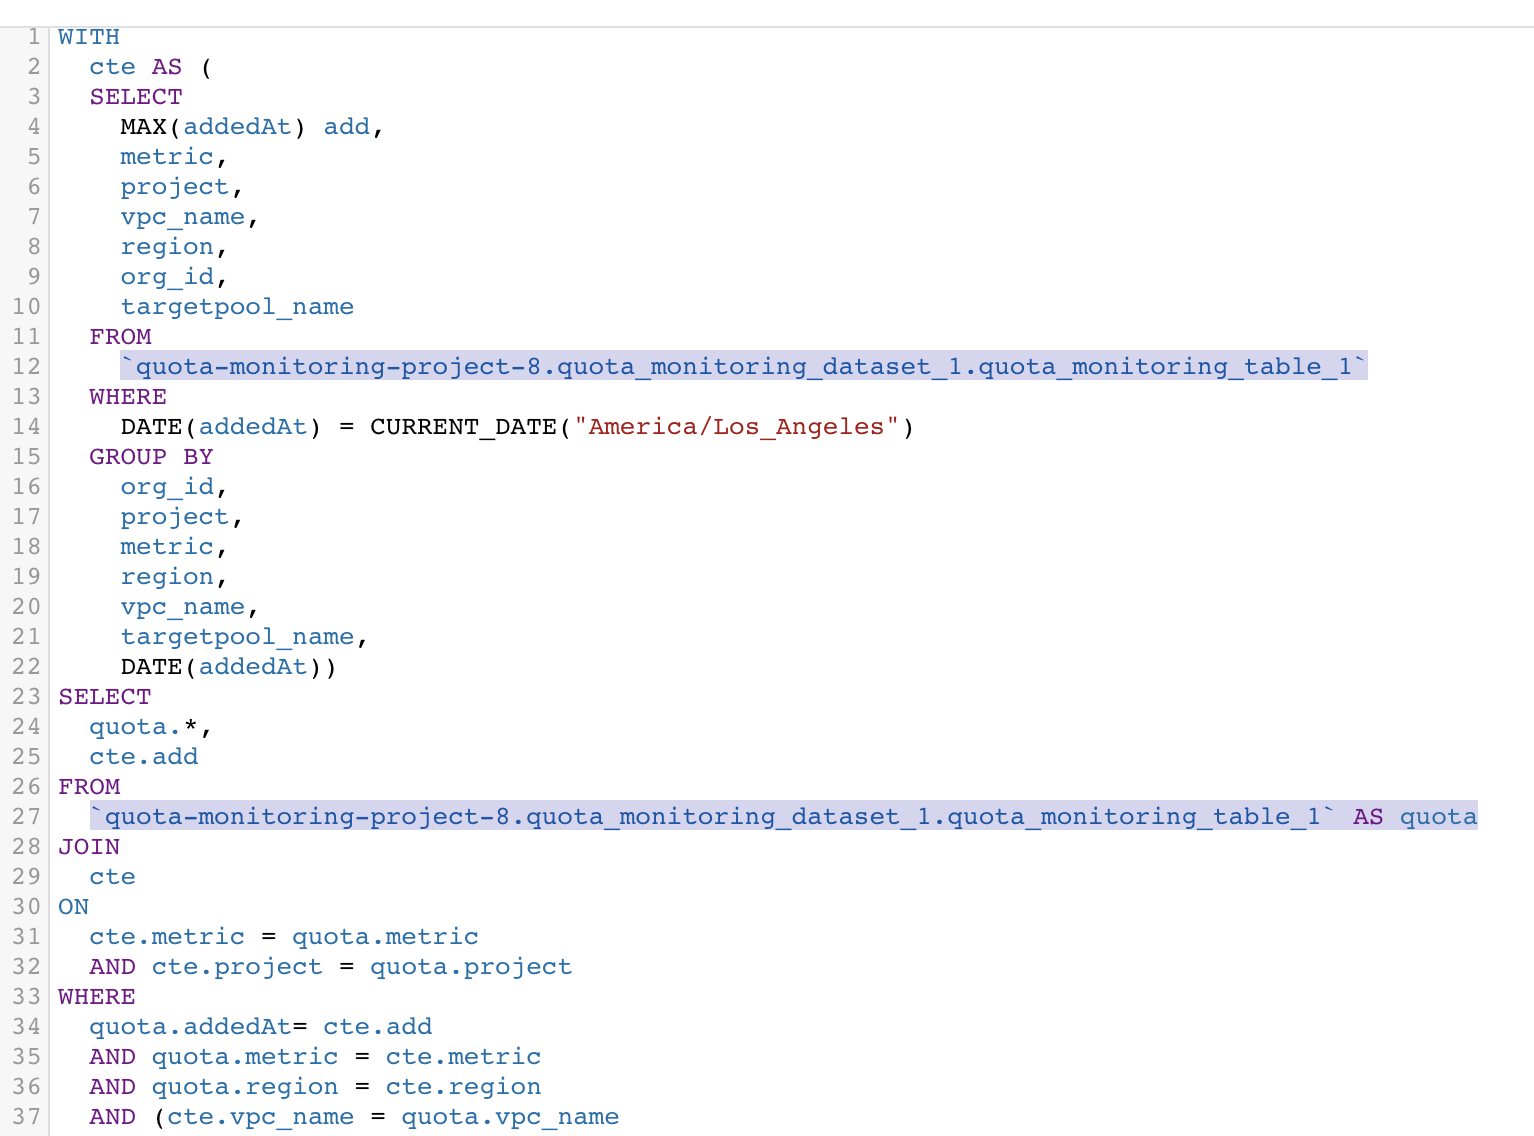 1 WITH
2 cte AS (
3 SELECT
4 MAX(addedAt) add,
5 metric,
6 project,
7 vpc_name,
8 region,
9 org_id,
10 targetpool_name
11 FROM
12 `quota-monitoring-project-8.quota_monitoring_dataset_1.quota_monitoring_table_1`
13 WHERE
14 DATE(addedAt) = CURRENT_DATE("America/Los_Angeles")
15 GROUP BY
16 org_id,
17 project,
18 metric,
19 region,
20 vpc_name,
21 targetpool_name,
22 DATE(addedAt))
23 SELECT
24 quota.*,
25 cte.add
26 FROM
27 `quota-monitoring-project-8.quota_monitoring_dataset_1.quota_monitoring_table_1` AS quota
28 JOIN
29 cte
30 ON
31 cte.metric = quota.metric
32 AND cte.project = quota.project
33 WHERE
34 quota.addedAt= cte.add
35 AND quota.metric = cte.metric
36 AND quota.region = cte.region
37 AND (cte.vpc_name = quota.vpc_name